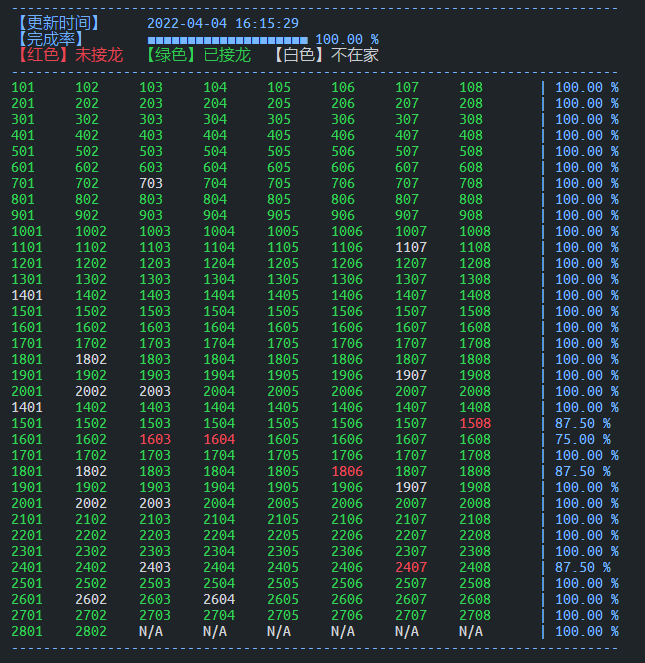 --------------------------------------------------------------------------------
【更新时间】 2022-04-04 16:15:29
【完成率】 ■■■■■■■■■■■■■■■■■■■■ 100.00 %
【红色】未接龙 【绿色】已接龙 【白色】不在家
--------------------------------------------------------------------------------
101 102 103 104 105 106 107 108 | 100.00 %
201 202 203 204 205 206 207 208 | 100.00 %
301 302 303 304 305 306 307 308 | 100.00 %
401 402 403 404 405 406 407 408 | 100.00 %
501 502 503 504 505 506 507 508 | 100.00 %
601 602 603 604 605 606 607 608 | 100.00 %
701 702 703 704 705 706 707 708 | 100.00 %
801 802 803 804 805 806 807 808 | 100.00 %
901 902 903 904 905 906 907 908 | 100.00 %
1001 1002 1003 1004 1005 1006 1007 1008 | 100.00 %
1101 1102 1103 1104 1105 1106 1107 1108 | 100.00 %
1201 1202 1203 1204 1205 1206 1207 1208 | 100.00 %
1301 1302 1303 1304 1305 1306 1307 1308 | 100.00 %
1401 1402 1403 1404 1405 1406 1407 1408 | 100.00 %
1501 1502 1503 1504 1505 1506 1507 1508 | 100.00 %
1601 1602 1603 1604 1605 1606 1607 1608 | 100.00 %
1701 1702 1703 1704 1705 1706 1707 1708 | 100.00 %
1801 1802 1803 1804 1805 1806 1807 1808 | 100.00 %
1901 1902 1903 1904 1905 1906 1907 1908 | 100.00 %
2001 2002 2003 2004 2005 2006 2007 2008 | 100.00 %
1401 1402 1403 1404 1405 1406 1407 1408 | 100.00 %
1501 1502 1503 1504 1505 1506 1507 1508 | 87.50 %
1601 1602 1603 1604 1605 1606 1607 1608 | 75.00 %
1701 1702 1703 1704 1705 1706 1707 1708 | 100.00 %
1801 1802 1803 1804 1805 1806 1807 1808 | 87.50 %
1901 1902 1903 1904 1905 1906 1907 1908 | 100.00 %
2001 2002 2003 2004 2005 2006 2007 2008 | 100.00 %
2101 2102 2103 2104 2105 2106 2107 2108 | 100.00 %
2201 2202 2203 2204 2205 2206 2207 2208 | 100.00 %
2301 2302 2303 2304 2305 2306 2307 2308 | 100.00 %
2401 2402 2403 2404 2405 2406 2407 2408 | 87.50 %
2501 2502 2503 2504 2505 2506 2507 2508 | 100.00 %
2601 2602 2603 2604 2605 2606 2607 2608 | 100.00 %
2701 2702 2703 2704 2705 2706 2707 2708 | 100.00 %
2801 2802 N/A N/A N/A N/A N/A N/A | 100.00 %
--------------------------------------------------------------------------------